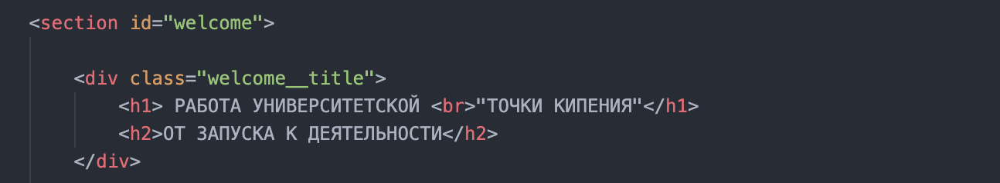 <section id="welcome">
<div class="welcome__title">
<h1> РАБОТА УНИВЕРСИТЕТСКОЙ <br>"ТОЧКИ КИПЕНИЯ"</h1>
<h2>ОТ ЗАПУСКА К ДЕЯТЕЛЬНОСТИ</h2>
</div>